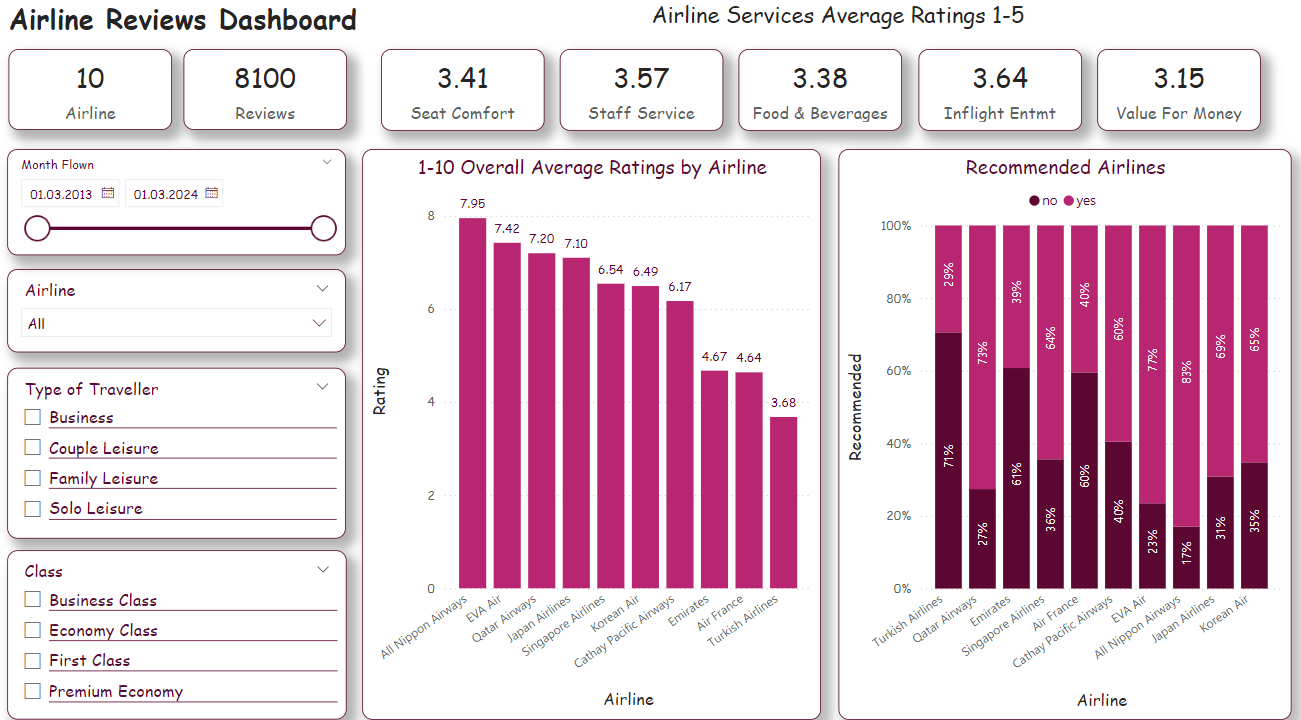 Airline Reviews Dashboard
Airline Services Average Ratings 1-5
10
Airline
8100
Reviews
3.41
Seat Comfort
3.57
Staff Service
3.38
Food & Beverages
3.64
Inflight Entmt
3.15
Value For Money
Month Flown
01.03.2013 01.03.2024
Airline
All
Type of Traveller
Business
Couple Leisure
Family Leisure
Solo Leisure
Class
Business Class
Economy Class
First Class
Premium Economy
1-10 Overall Average Ratings by Airline
Rating
8
6
4
2
0
7.95
7.42
7.20
7.10
6.54
6.49
6.17
4.67
4.64
3.68
All Nippon Airways
EVA Air
Qatar Airways
Japan Airlines
Singapore Airlines
Korean Air
Cathay Pacific Airways
Emirates
Air France
Turkish Airlines
Airline
Recommended Airlines
no yes
Recommended
100%
80%
60%
40%
20%
0%
29%
73%
39%
64%
40%
60%
77%
83%
69%
65%
71%
27%
61%
36%
60%
40%
23%
17%
31%
35%
Turkish Airlines
Qatar Airways
Emirates
Singapore Airlines
Air France
Cathay Pacific Airways
EVA Air
All Nippon Airways
Japan Airlines
Korean Air
Airline